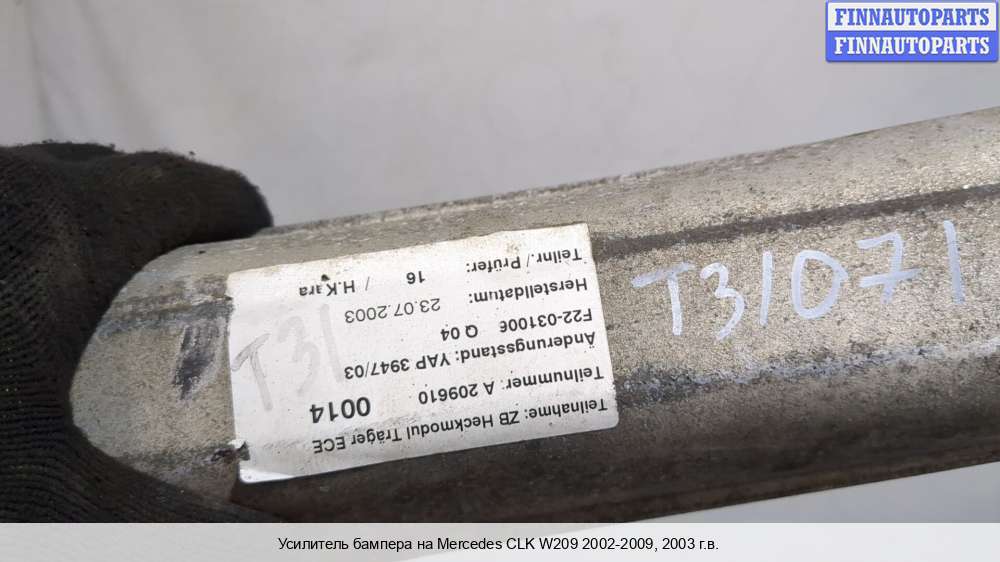 FINNAUTOPARTS
FINNAUTOPARTS
Teilnahme: ZB Heckmodul Träger ECE
Teilnummer: A 209610 0014
Änderungsstand: YAP 3947/03
F22-031006 Q 04
Herstelldatum: 23.07.2003
Teilnr./ Prüfer: 16 / H.Kara
T31
T31071
Усилитель бампера на Mercedes CLK W209 2002-2009, 2003 г.в.